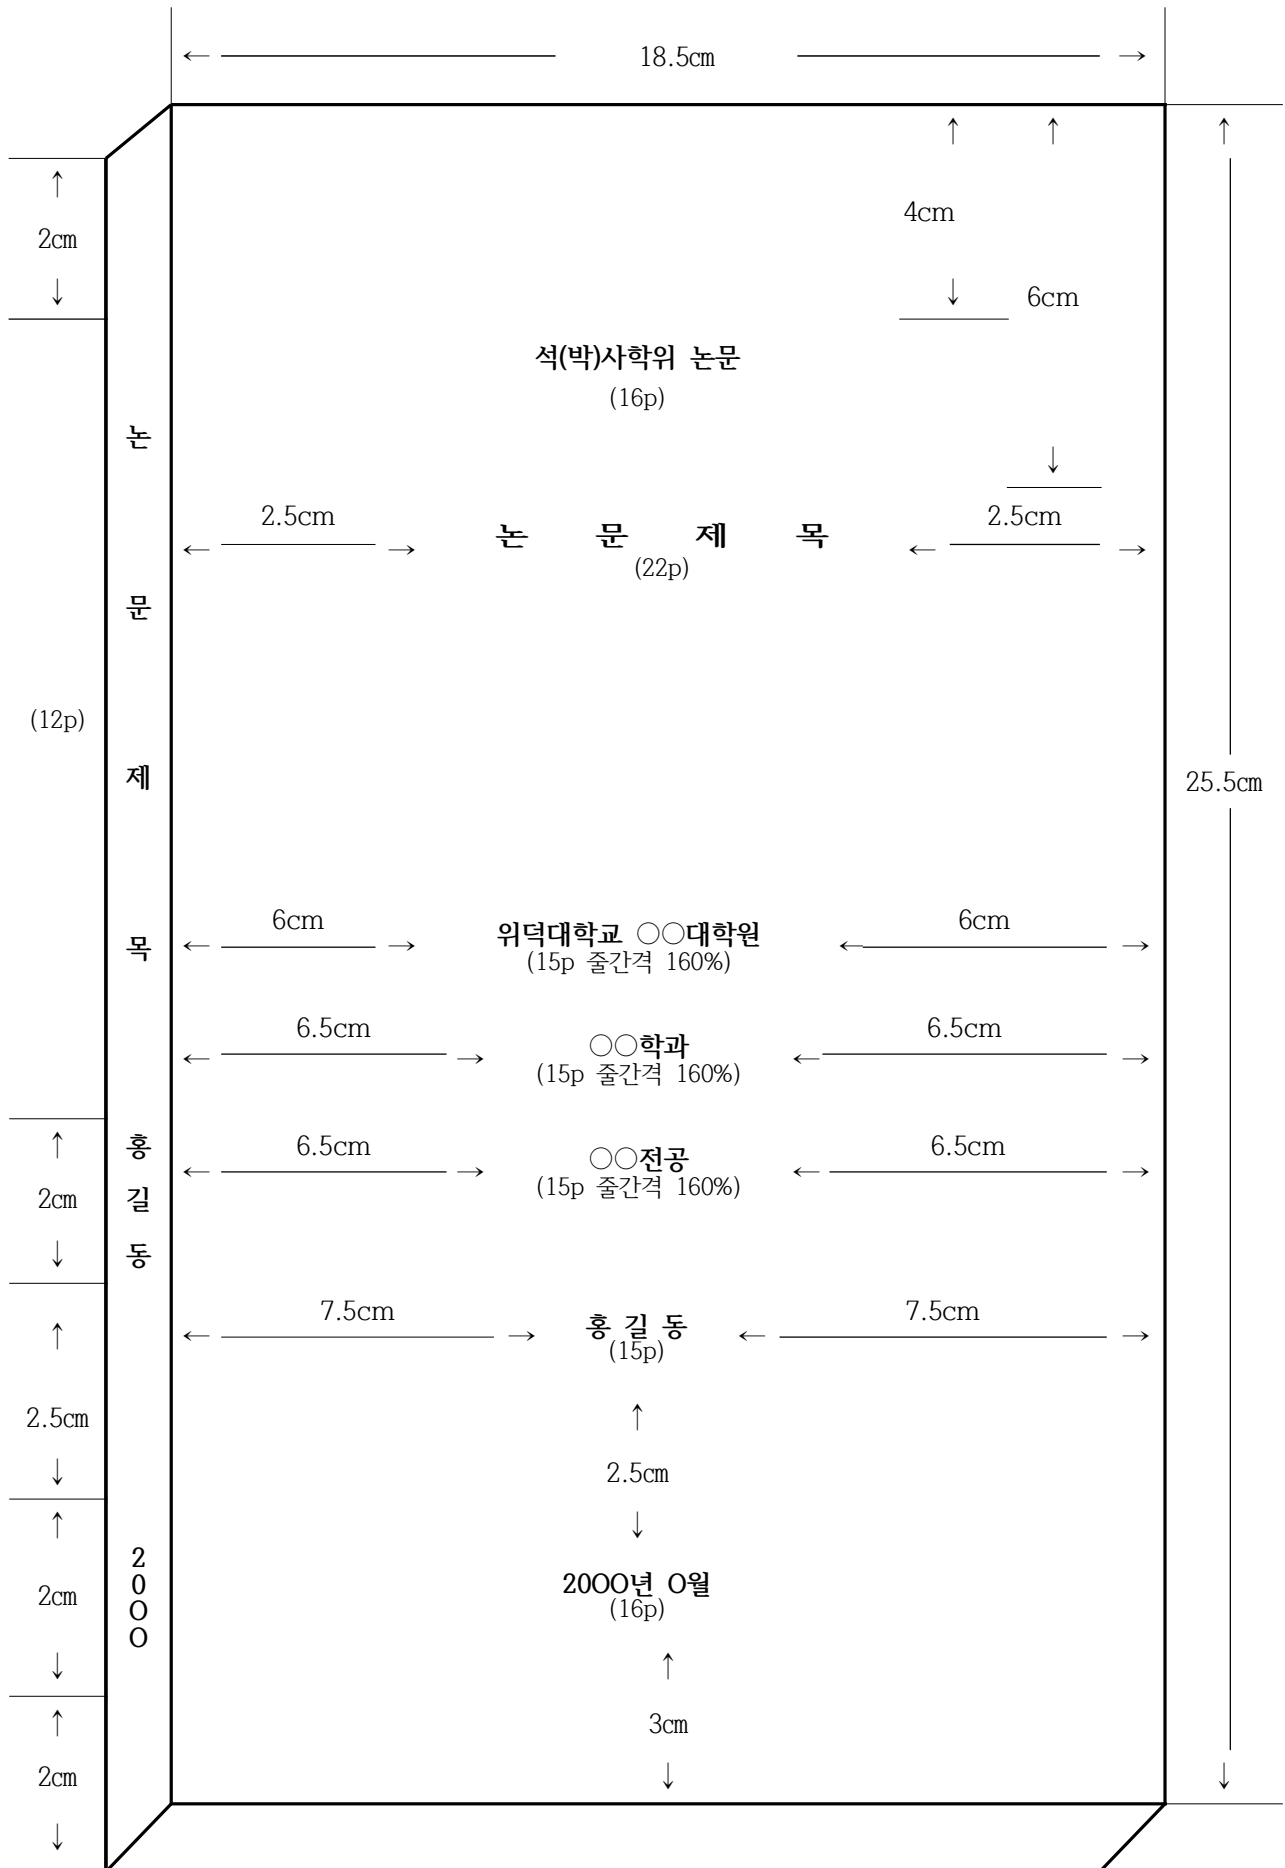 18.5㎝
4cm
2㎝
6cm
석(박)사학위 논문
(16p)
논
2.5cm
논 문 제 목
2.5cm
(22p)
문
(12p)
제
25.5㎝
6cm
위덕대학교 ○○대학원
6cm
목
(15p 줄간격 160%)
6.5cm
○○학과
6.5cm
(15p 줄간격 160%)
홍
6.5cm
○○전공
6.5cm
2㎝
길
(15p 줄간격 160%)
동
7.5cm
홍 길 동
7.5cm
(15p)
2.5㎝
2.5㎝
2
0
O
O
2㎝
2OO0년 O월
(16p)
3㎝
2㎝